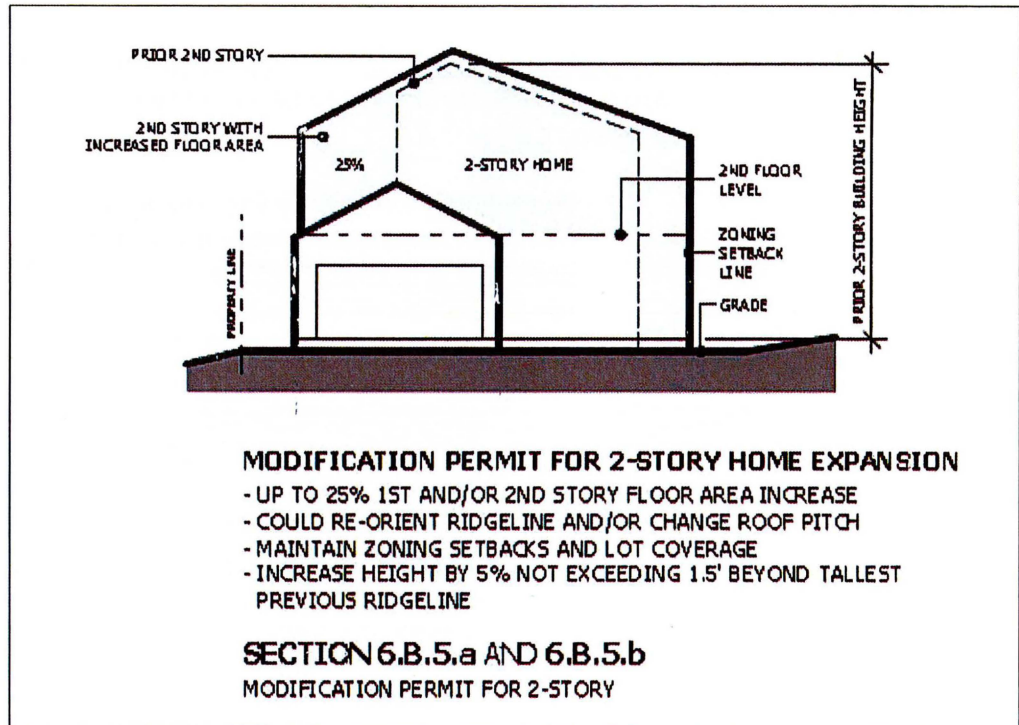 PRIOR 2ND STORY
2ND STORY WITH
INCREASED FLOOR AREA
25%
2-STORY HOME
2ND FLOOR
LEVEL
ZONING
SETBACK
LINE
GRADE
PROPERTY LINE
PRIOR 2-STORY BUILDING HEIGHT
MODIFICATION PERMIT FOR 2-STORY HOME EXPANSION
- UP TO 25% 1ST AND/OR 2ND STORY FLOOR AREA INCREASE
- COULD RE-ORIENT RIDGELINE AND/OR CHANGE ROOF PITCH
- MAINTAIN ZONING SETBACKS AND LOT COVERAGE
- INCREASE HEIGHT BY 5% NOT EXCEEDING 1.5' BEYOND TALLEST
PREVIOUS RIDGELINE
SECTION 6.B.5.a AND 6.B.5.b
MODIFICATION PERMIT FOR 2-STORY